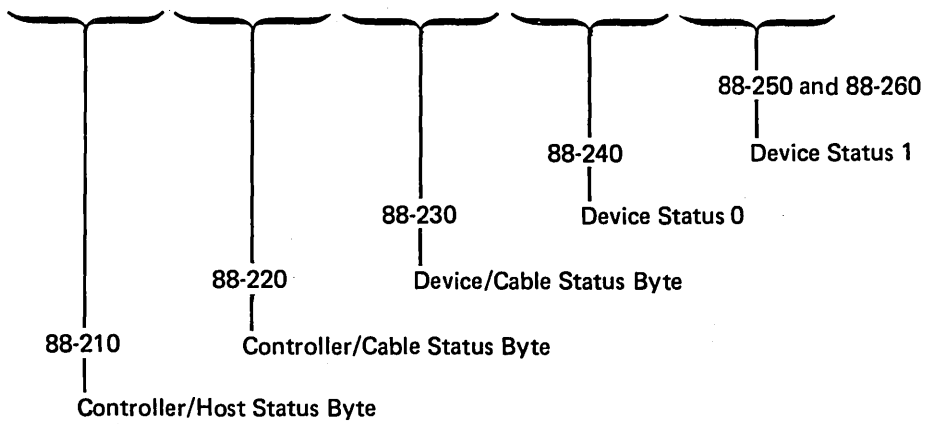 88-250 and 88-260
88-240
Device Status 1
88-230
Device Status 0
88-220
Device/Cable Status Byte
88-210
Controller/Cable Status Byte
Controller/Host Status Byte